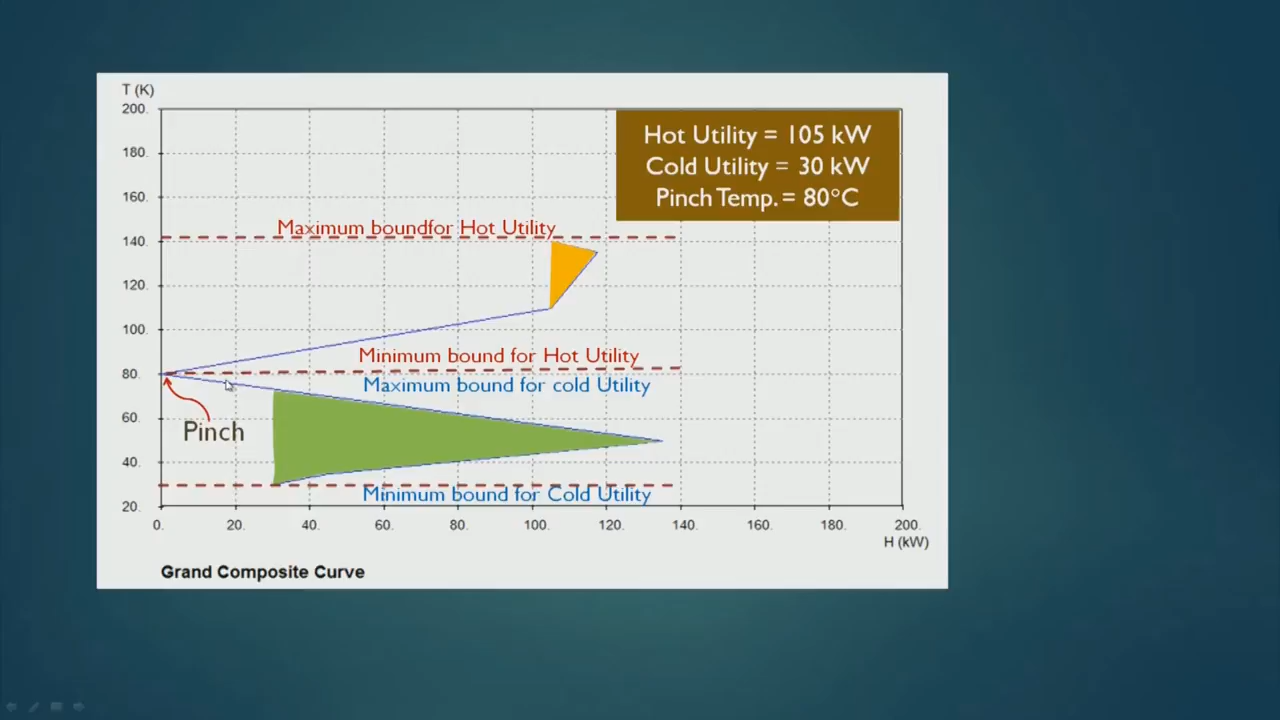 T (K)
200.
180.
160.
140.
120.
100.
80.
60.
40.
20.
Hot Utility = 105 kW
Cold Utility = 30 kW
Pinch Temp. = 80°C
Maximum boundfor Hot Utility
Minimum bound for Hot Utility
Maximum bound for cold Utility
Pinch
Minimum bound for Cold Utility
0. 20. 40. 60. 80. 100. 120. 140. 160. 180. 200.
H (kW)
Grand Composite Curve